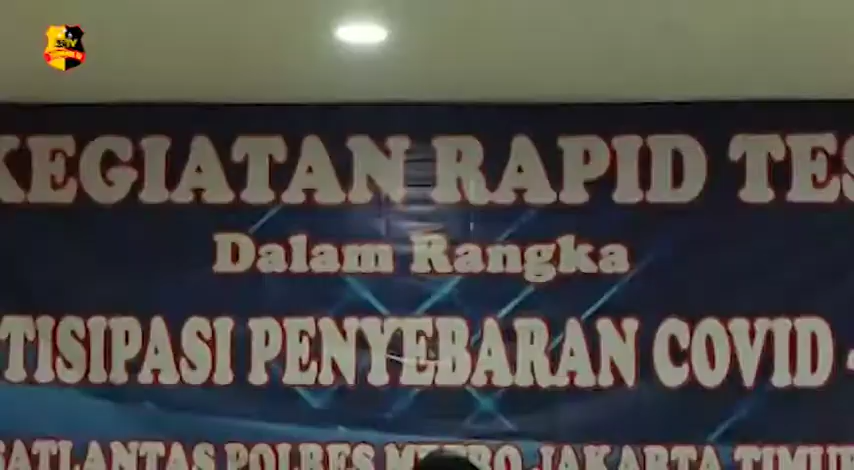 KEGIATAN RAPID TES
Dalam Rangka
TISIPASI PENYEBARAN COVID -
SATLANTAS POLRES METRO JAKARTA TIMUR